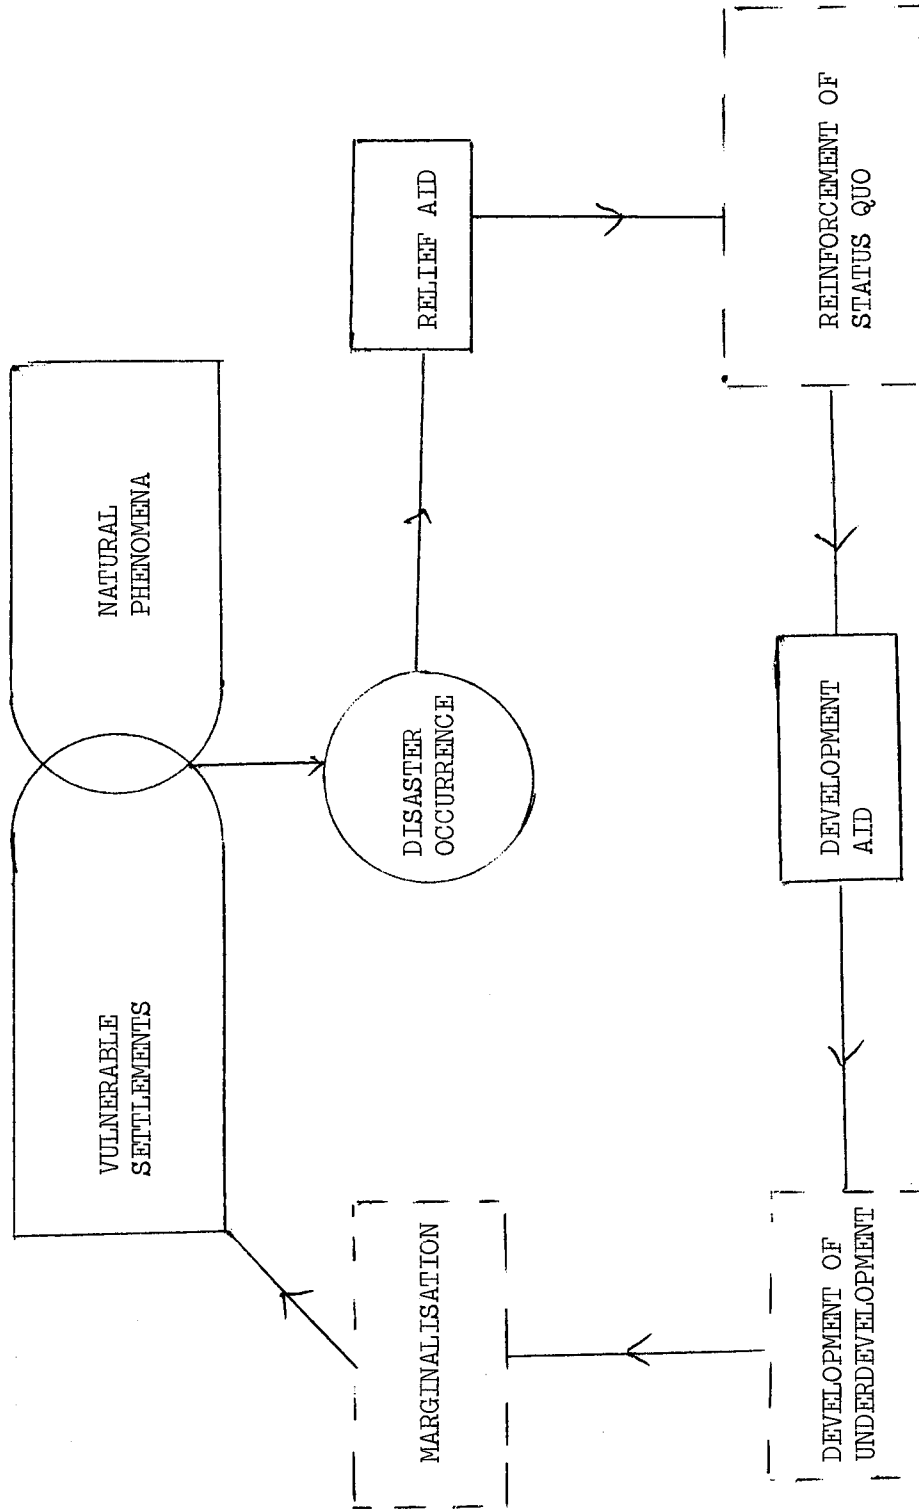 VULNERABLE
SETTLEMENTS
NATURAL
PHENOMENA
DISASTER
OCCURRENCE
RELIEF AID
MARGINALISATION
DEVELOPMENT OF
UNDERDEVELOPMENT
DEVELOPMENT
AID
REINFORCEMENT OF
STATUS QUO